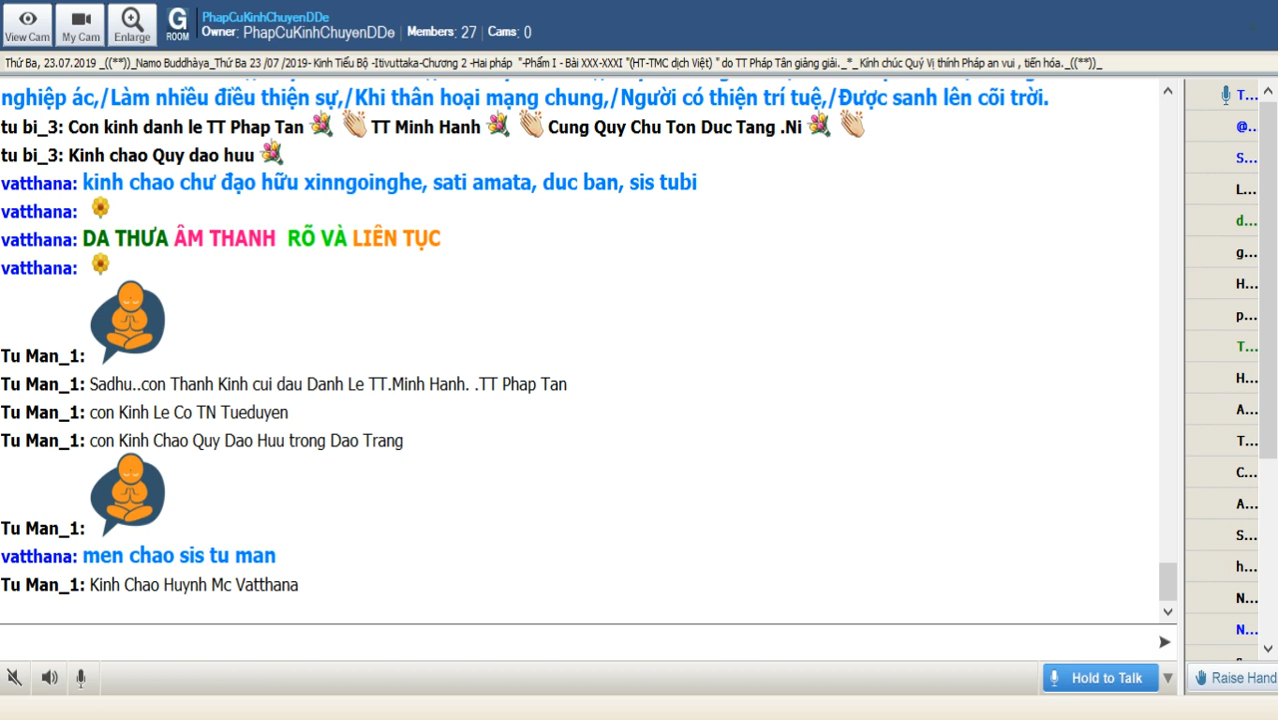 PhapCuKinhChuyenDDe
Owner: PhapCuKinhChuyenDDe | Members: 27 | Cams: 0
View Cam
My Cam
Enlarge
G
ROOM
Thứ Ba, 23.07.2019 _((**))_Namo Buddhàya_Thứ Ba 23 /07 /2019- Kinh Tiểu Bộ -Itivuttaka-Chương 2 -Hai pháp "-Phẩm I - Bài XXX-XXXI "(HT-TMC dịch Việt) " do TT Pháp Tân giảng giải._*_ Kính chúc Quý Vị thính Pháp an vui , tiến hóa._((**))_
nghiệp ác,/Làm nhiều điều thiện sự,/Khi thân hoại mạng chung,/Người có thiện trí tuệ,/Được sanh lên cõi trời.
tu bi_3: Con kinh danh le TT Phap Tan TT Minh Hanh Cung Quy Chu Ton Duc Tang .Ni
tu bi_3: Kinh chao Quy dao huu
vatthana: kinh chao chư đạo hữu xinngoinghe, sati amata, duc ban, sis tubi
vatthana:
vatthana: DA THƯA ÂM THANH RÕ VÀ LIÊN TỤC
vatthana:
Tu Man_1:
Tu Man_1: Sadhu..con Thanh Kinh cui dau Danh Le TT.Minh Hanh. .TT Phap Tan
Tu Man_1: con Kinh Le Co TN Tueduyen
Tu Man_1: con Kinh Chao Quy Dao Huu trong Dao Trang
Tu Man_1:
vatthana: men chao sis tu man
Tu Man_1: Kinh Chao Huynh Mc Vatthana
T...
@..
S...
L...
d...
g...
H...
p...
T...
H...
A...
T...
C...
A...
S...
h...
N...
N...
Hold to Talk
Raise Hand